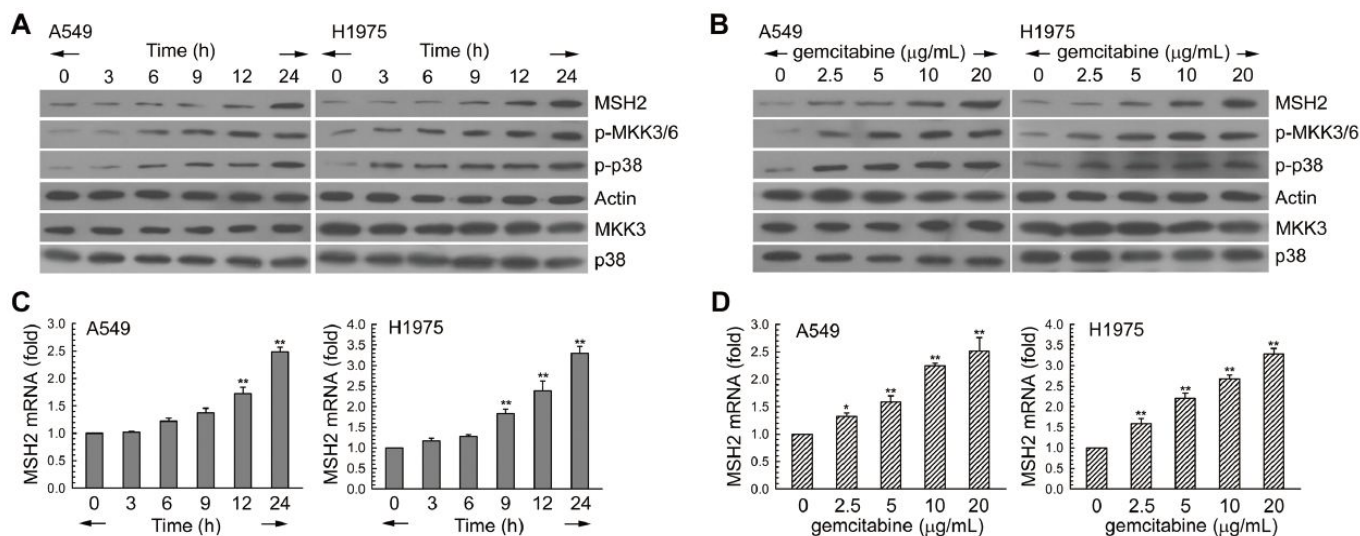 A
A549
Time (h)
0 3 6 9 12 24
H1975
Time (h)
0 3 6 9 12 24
MSH2
p-MKK3/6
p-p38
Actin
MKK3
p38
B
A549
gemcitabine (μg/mL)
0 2.5 5 10 20
H1975
gemcitabine (μg/mL)
0 2.5 5 10 20
MSH2
p-MKK3/6
p-p38
Actin
MKK3
p38
C
A549
MSH2 mRNA (fold)
3.0
2.5
2.0
1.5
1.0
0.5
0.0
** **
0 3 6 9 12 24
Time (h)
H1975
MSH2 mRNA (fold)
4.0
3.5
3.0
2.5
2.0
1.5
1.0
0.5
0.0
** ** **
0 3 6 9 12 24
Time (h)
D
A549
MSH2 mRNA (fold)
3.0
2.5
2.0
1.5
1.0
0.5
0.0
* ** ** **
0 2.5 5 10 20
gemcitabine (μg/mL)
H1975
MSH2 mRNA (fold)
4.0
3.5
3.0
2.5
2.0
1.5
1.0
0.5
0.0
** ** ** **
0 2.5 5 10 20
gemcitabine (μg/mL)